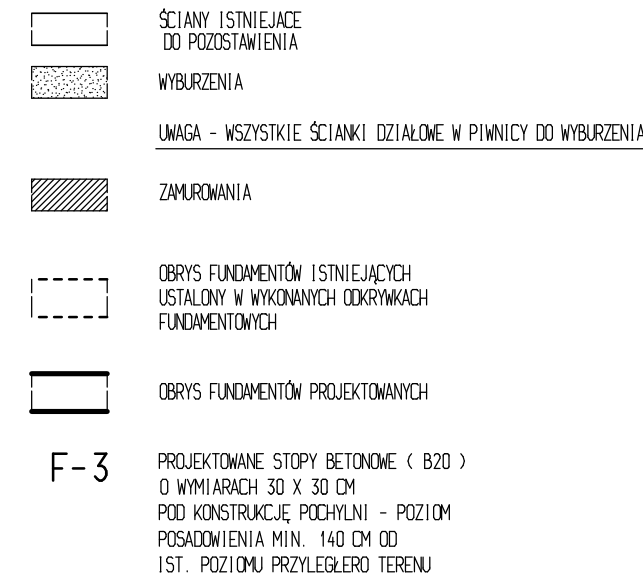 ŚCIANY ISTNIEJACE
DO POZOSTAWIENIA
WYBURZENIA
UWAGA - WSZYSTKIE ŚCIANKI DZIAŁOWE W PIWNICY DO WYBURZENIA
ZAMUROWANIA
OBRYS FUNDAMENTÓW ISTNIEJĄCYCH
USTALONY W WYKONANYCH ODKRYWKACH
FUNDAMENTOWYCH
OBRYS FUNDAMENTÓW PROJEKTOWANYCH
F-3
PROJEKTOWANE STOPY BETONOWE ( B20 )
O WYMIARACH 30 X 30 CM
POD KONSTRUKCJĘ POCHYLNI - POZIOM
POSADOWIENIA MIN. 140 CM OD
IST. POZIOMU PRZYLEGŁERO TERENU